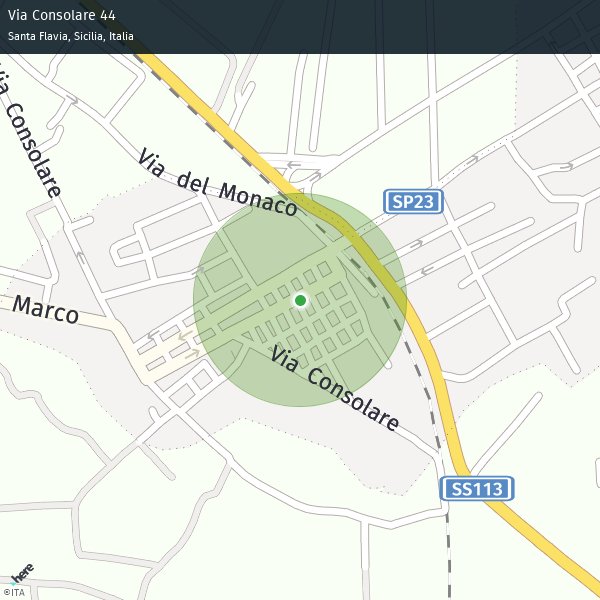 Via Consolare 44
Santa Flavia, Sicilia, Italia
Via Consolare
Via del Monaco
SP23
Marco
Via Consolare
SS113
here
©ITA